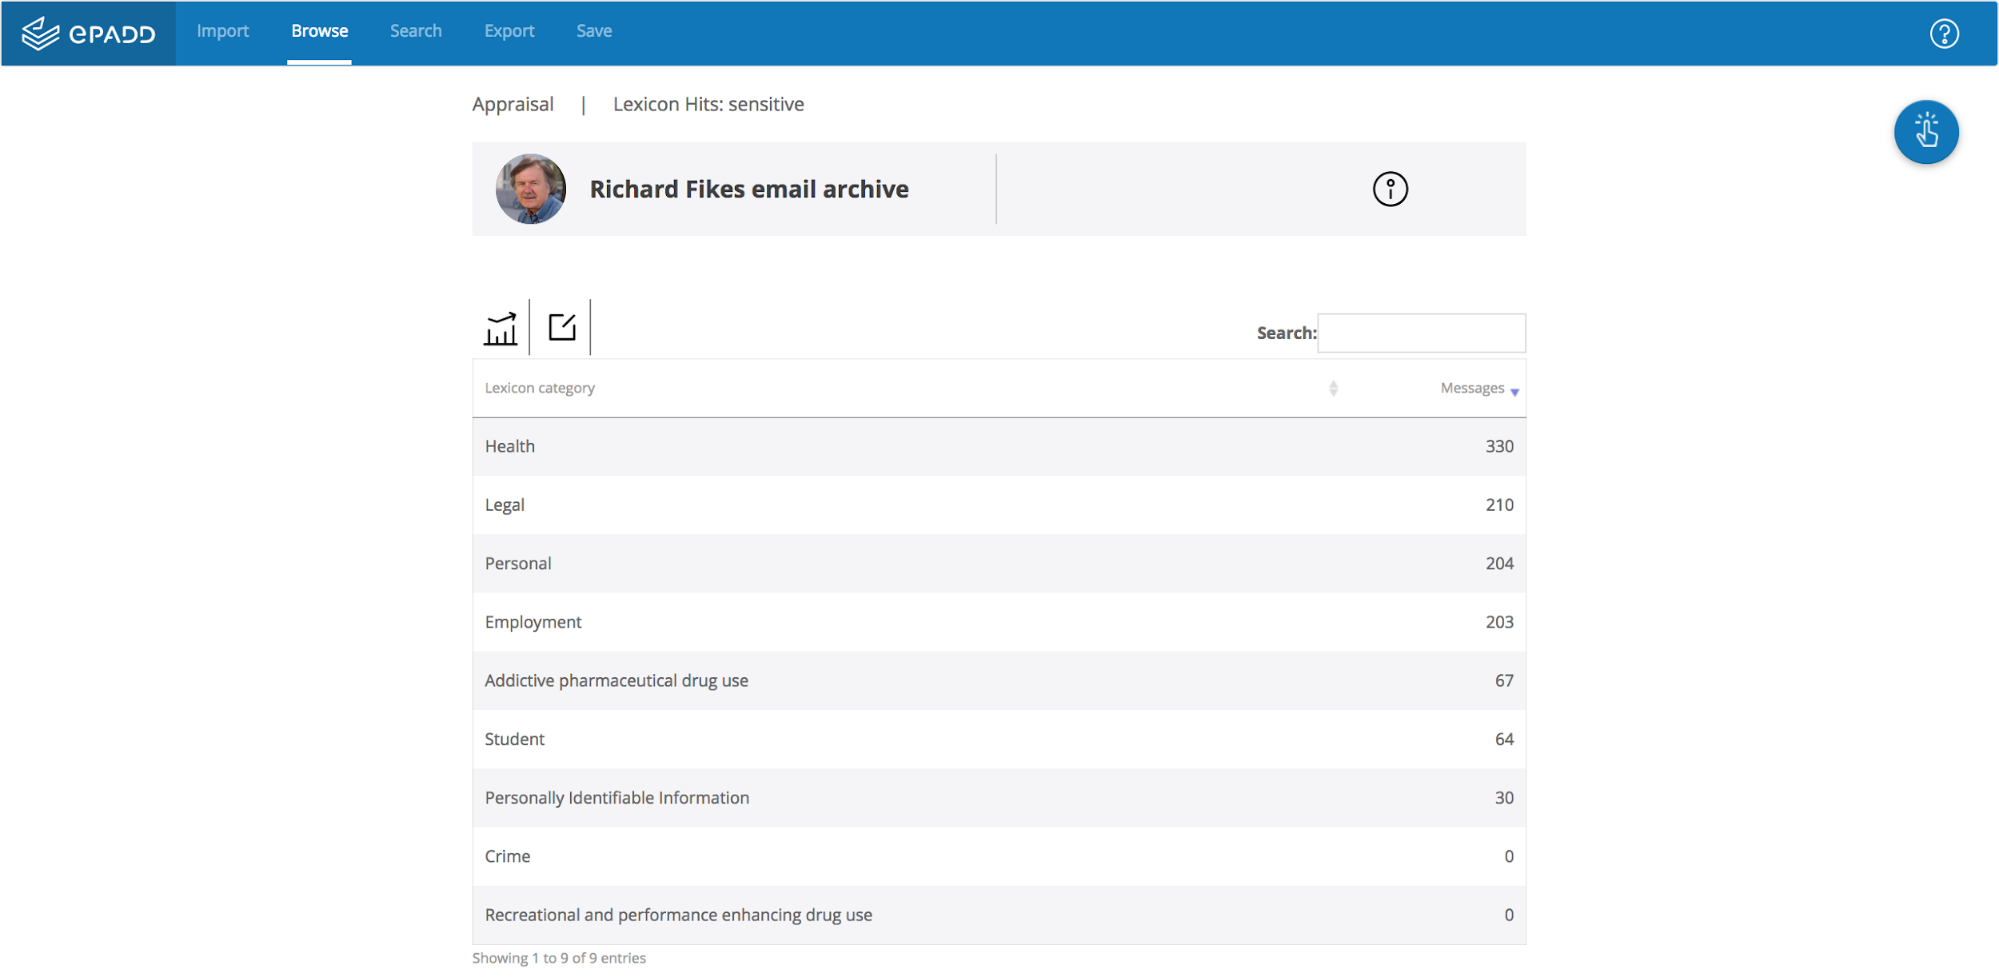 ePADD Import Browse Search Export Save
Appraisal | Lexicon Hits: sensitive
Richard Fikes email archive
Search:
Lexicon category Messages
Health 330
Legal 210
Personal 204
Employment 203
Addictive pharmaceutical drug use 67
Student 64
Personally Identifiable Information 30
Crime 0
Recreational and performance enhancing drug use 0
Showing 1 to 9 of 9 entries